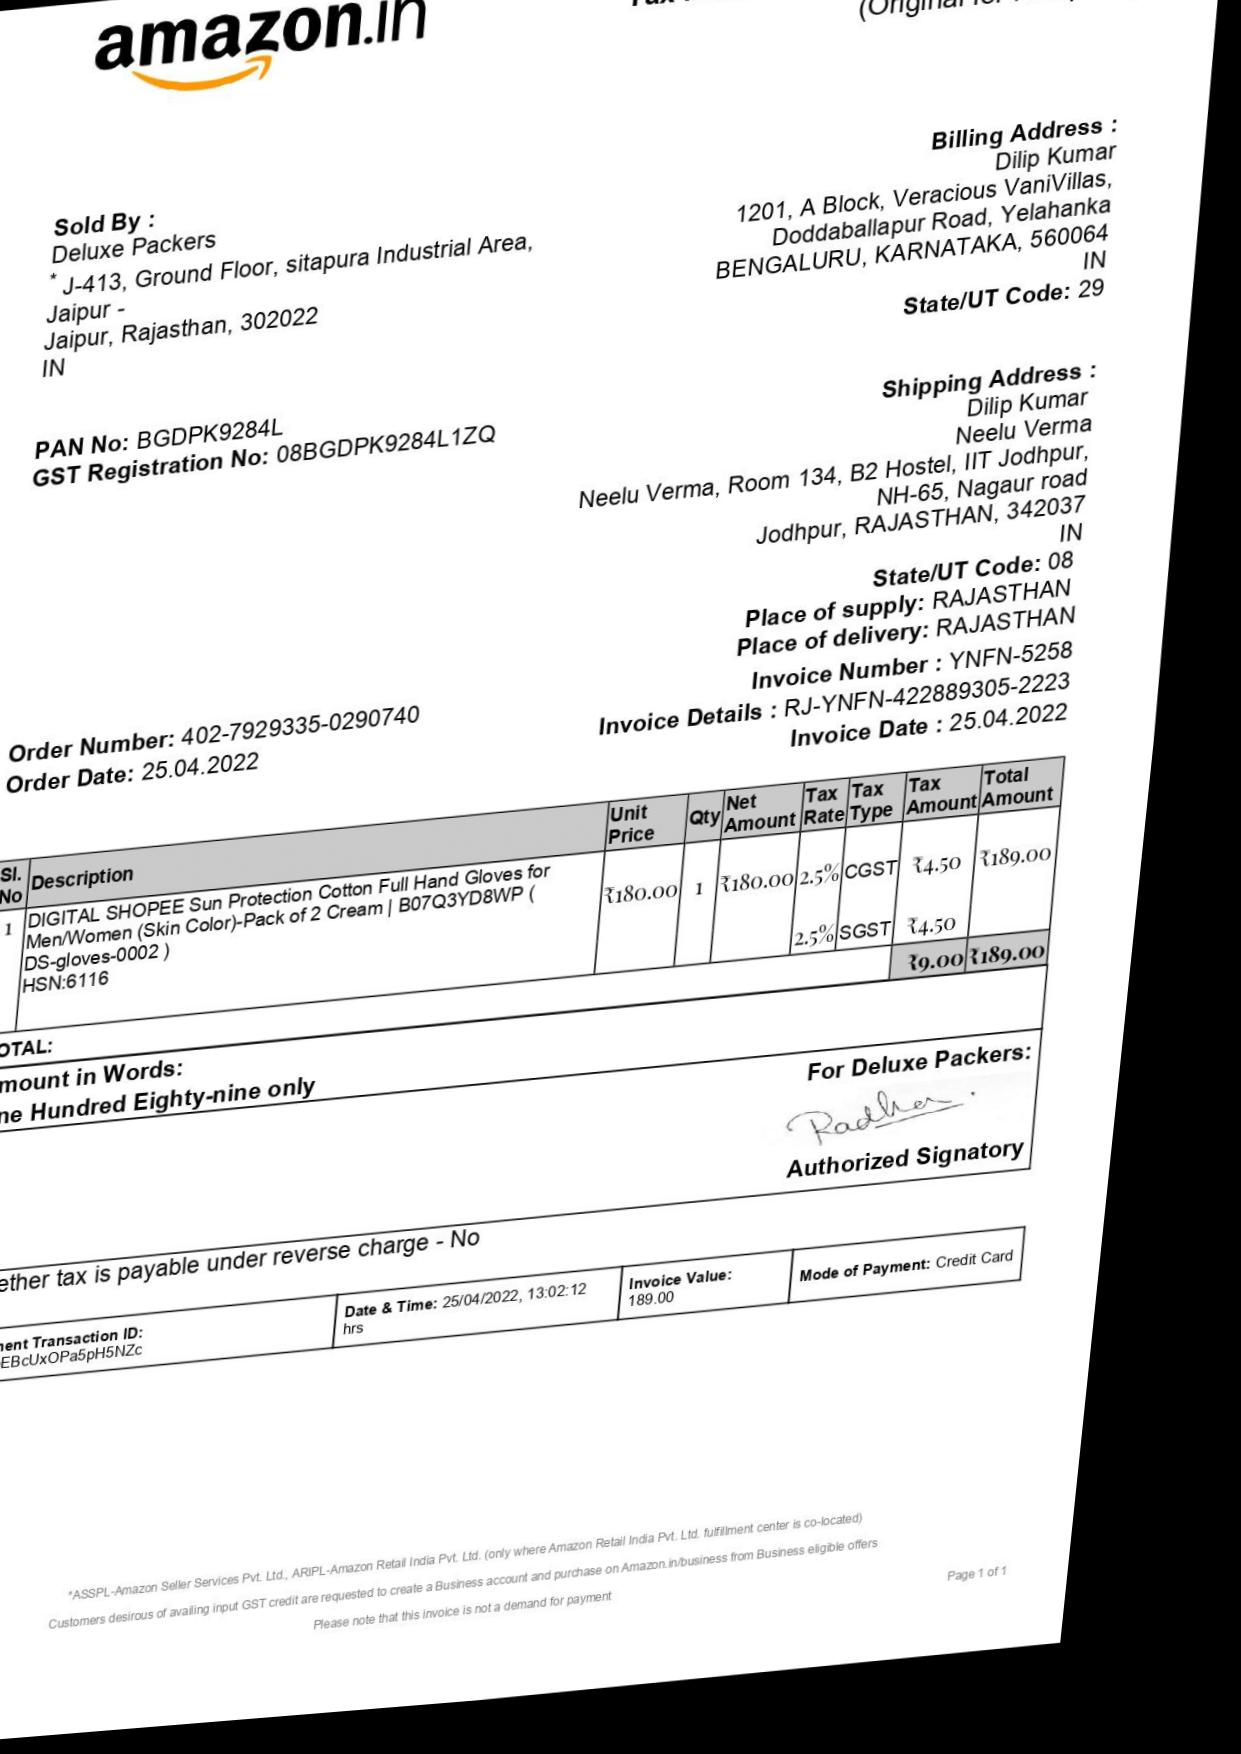 amazon.in
Sold By :
Deluxe Packers
* J-413, Ground Floor, sitapura Industrial Area,
Jaipur -
Jaipur, Rajasthan, 302022
IN
PAN No: BGDPK9284L
GST Registration No: 08BGDPK9284L1ZQ
Billing Address :
Dilip Kumar
1201, A Block, Veracious VaniVillas,
Doddaballapur Road, Yelahanka
BENGALURU, KARNATAKA, 560064
IN
State/UT Code: 29
Shipping Address :
Dilip Kumar
Neelu Verma
Neelu Verma, Room 134, B2 Hostel, IIT Jodhpur,
NH-65, Nagaur road
Jodhpur, RAJASTHAN, 342037
IN
State/UT Code: 08
Place of supply: RAJASTHAN
Place of delivery: RAJASTHAN
Invoice Number : YNFN-5258
Invoice Details : RJ-YNFN-422889305-2223
Invoice Date : 25.04.2022
Order Number: 402-7929335-0290740
Order Date: 25.04.2022
Sl. No Description Unit Price Qty Net Amount Tax Rate Tax Type Tax Amount Total Amount
1 DIGITAL SHOPEE Sun Protection Cotton Full Hand Gloves for ₹180.00 1 ₹180.00 2.5% CGST ₹4.50 ₹189.00
Men/Women (Skin Color)-Pack of 2 Cream | B07Q3YD8WP (
DS-gloves-0002 ) 2.5% SGST ₹4.50
HSN:6116
OTAL: ₹9.00 ₹189.00
mount in Words:
ne Hundred Eighty-nine only
For Deluxe Packers:
Radha
Authorized Signatory
ether tax is payable under reverse charge - No
nent Transaction ID:
EBcUxOPa5pH5NZc
Date & Time: 25/04/2022, 13:02:12
hrs
Invoice Value:
189.00
Mode of Payment: Credit Card
*ASSPL-Amazon Seller Services Pvt. Ltd., ARIPL-Amazon Retail India Pvt. Ltd. (only where Amazon Retail India Pvt. Ltd. fulfillment center is co-located)
Customers desirous of availing input GST credit are requested to create a Business account and purchase on Amazon.in/business from Business eligible offers
Please note that this invoice is not a demand for payment
Page 1 of 1